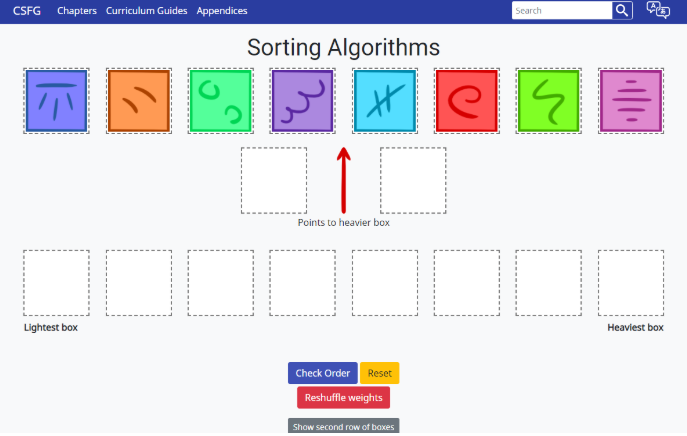 CSFG Chapters Curriculum Guides Appendices Search
Sorting Algorithms
Points to heavier box
Lightest box Heaviest box
Check Order Reset
Reshuffle weights
Show second row of boxes